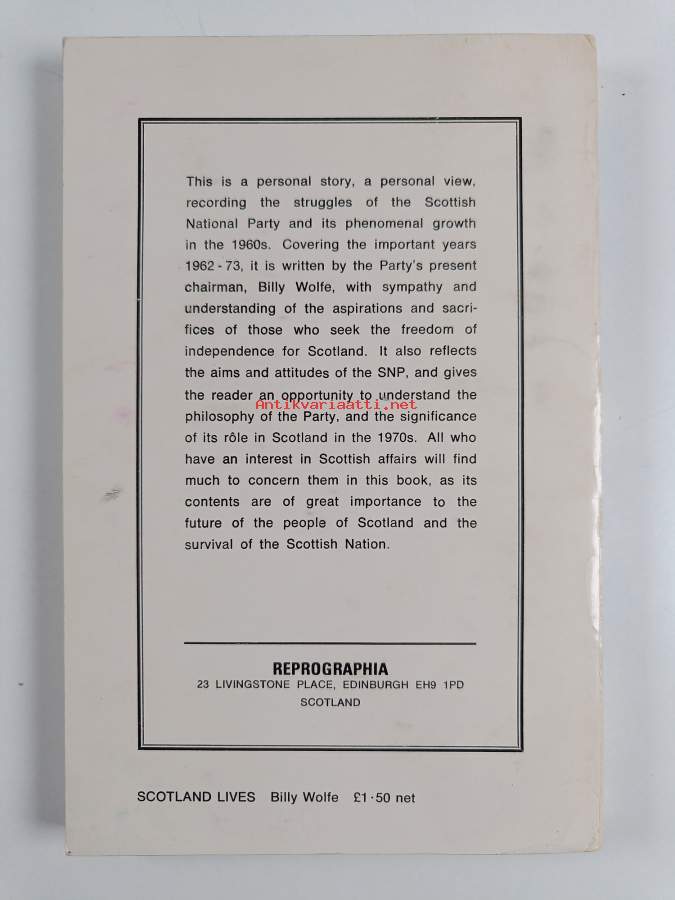 This is a personal story, a personal view,
recording the struggles of the Scottish
National Party and its phenomenal growth
in the 1960s. Covering the important years
1962 - 73, it is written by the Party's present
chairman, Billy Wolfe, with sympathy and
understanding of the aspirations and sacri-
fices of those who seek the freedom of
independence for Scotland. It also reflects
the aims and attitudes of the SNP, and gives
the reader an opportunity to understand the
Antikvariaatti.net
philosophy of the Party, and the significance
of its rôle in Scotland in the 1970s. All who
have an interest in Scottish affairs will find
much to concern them in this book, as its
contents are of great importance to the
future of the people of Scotland and the
survival of the Scottish Nation.
REPROGRAPHIA
23 LIVINGSTONE PLACE, EDINBURGH EH9 1PD
SCOTLAND
SCOTLAND LIVES Billy Wolfe £1·50 net